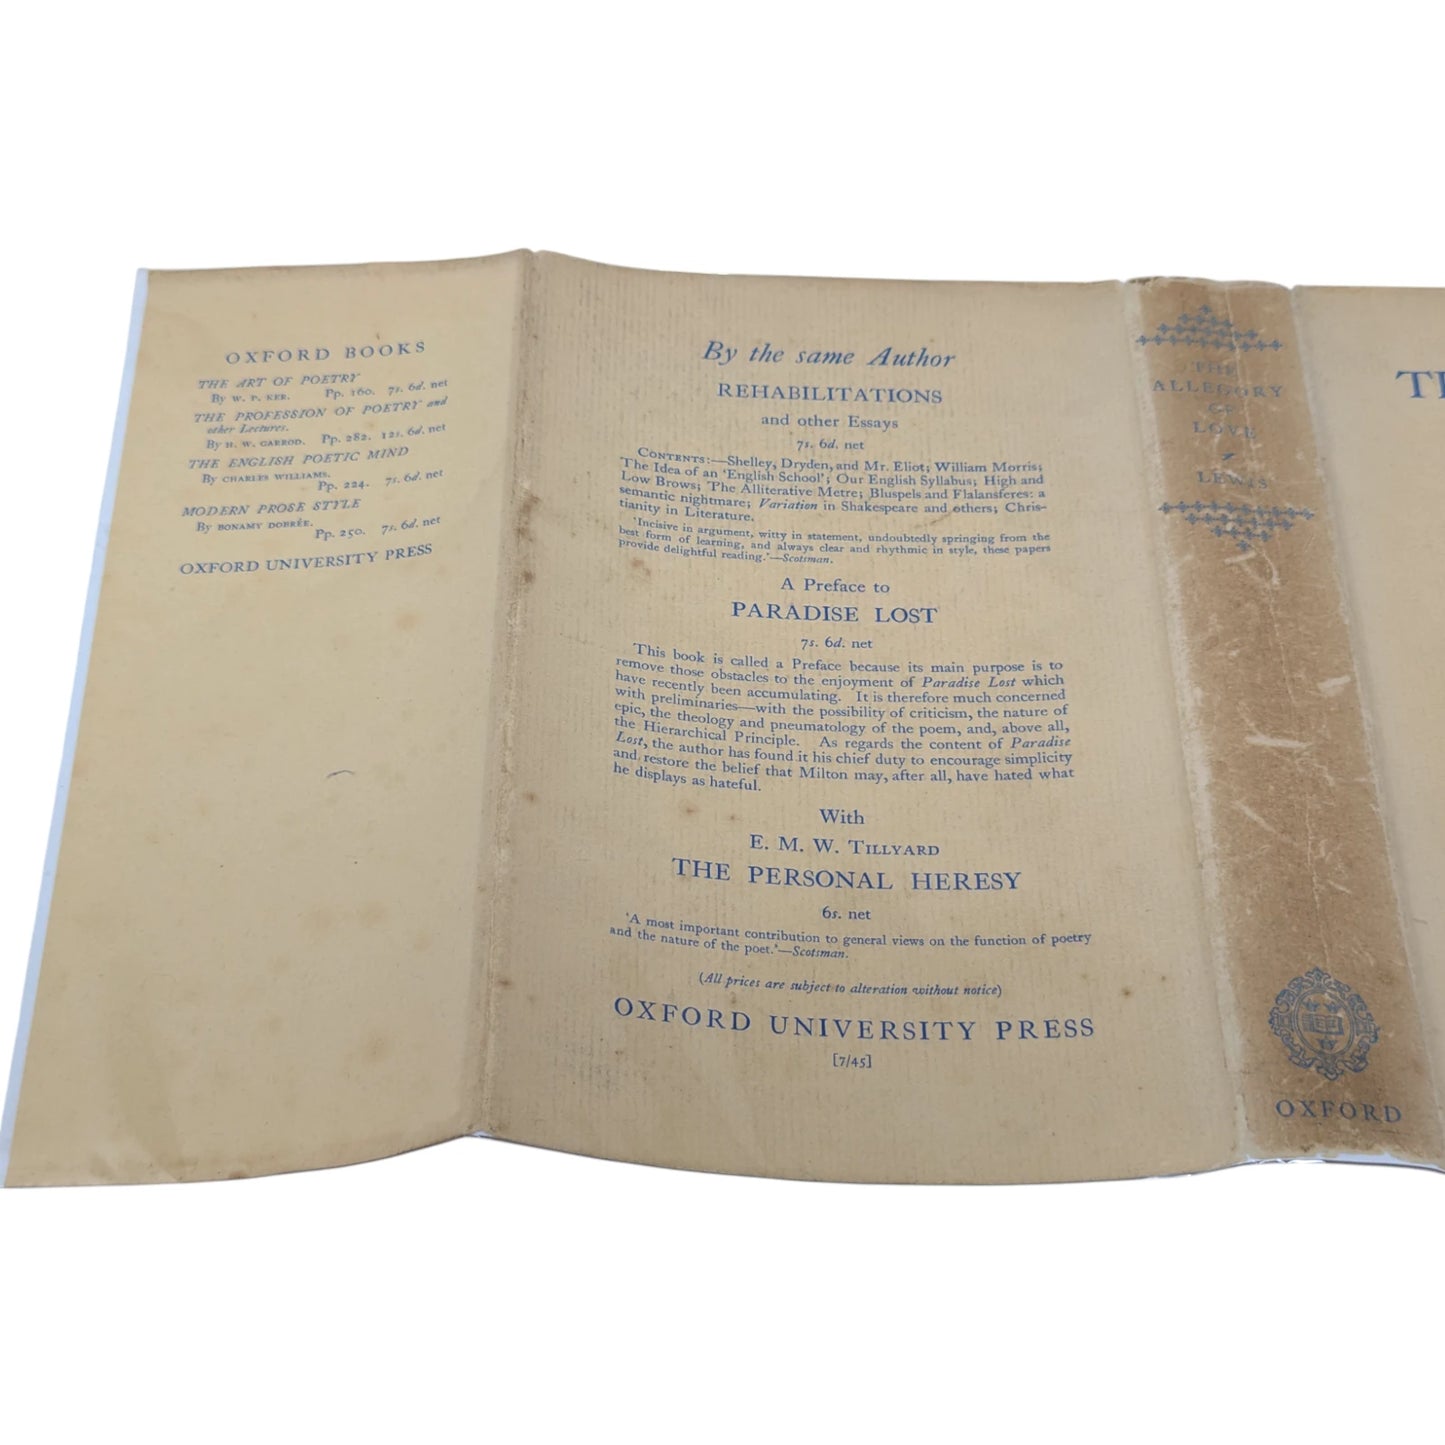 OXFORD BOOKS
THE ART OF POETRY
By W. P. KER. Pp. 160. 7s. 6d. net
THE PROFESSION OF POETRY and
other Lectures.
By H. W. GARROD. Pp. 282. 12s. 6d. net
THE ENGLISH POETIC MIND
By CHARLES WILLIAMS.
Pp. 224. 7s. 6d. net
MODERN PROSE STYLE
By BONAMY DOBRÉE.
Pp. 250. 7s. 6d. net
OXFORD UNIVERSITY PRESS
By the same Author
REHABILITATIONS
and other Essays
7s. 6d. net
CONTENTS:—Shelley, Dryden, and Mr. Eliot; William Morris;
The Idea of an 'English School'; Our English Syllabus; High and
Low Brows; The Alliterative Metre; Bluspels and Flalansferes: a
semantic nightmare; Variation in Shakespeare and others; Chris-
tianity in Literature.
'Incisive in argument, witty in statement, undoubtedly springing from the
best form of learning, and always clear and rhythmic in style, these papers
provide delightful reading.'—Scotsman.
A Preface to
PARADISE LOST
7s. 6d. net
This book is called a Preface because its main purpose is to
remove those obstacles to the enjoyment of Paradise Lost which
have recently been accumulating. It is therefore much concerned
with preliminaries—with the possibility of criticism, the nature of
epic, the theology and pneumatology of the poem, and, above all,
the Hierarchical Principle. As regards the content of Paradise
Lost, the author has found it his chief duty to encourage simplicity
and restore the belief that Milton may, after all, have hated what
he displays as hateful.
With
E. M. W. TILLYARD
THE PERSONAL HERESY
6s. net
'A most important contribution to general views on the function of poetry
and the nature of the poet.'—Scotsman.
(All prices are subject to alteration without notice)
OXFORD UNIVERSITY PRESS
[7/45]
THE
ALLEGORY
OF
LOVE
LEWIS
OXFORD